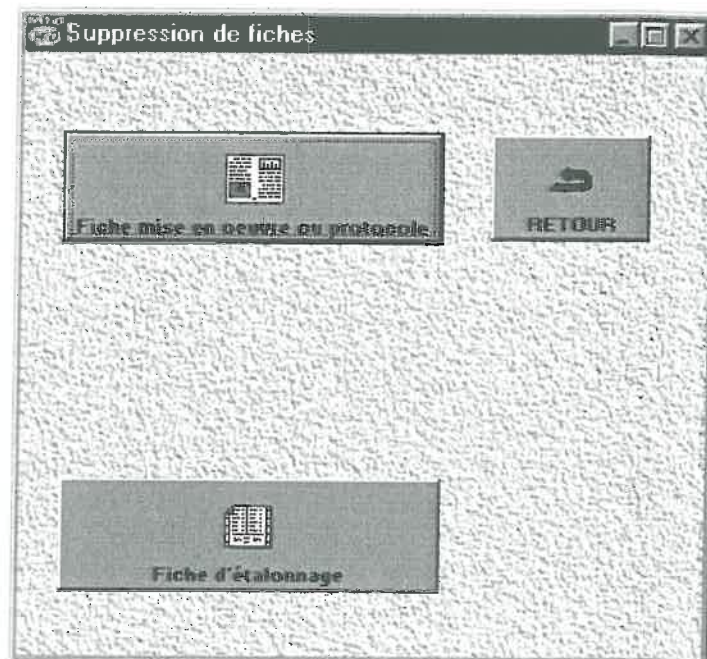 Suppression de fiches
Fiche mise en oeuvre ou protocole
RETOUR
Fiche d'étalonnage